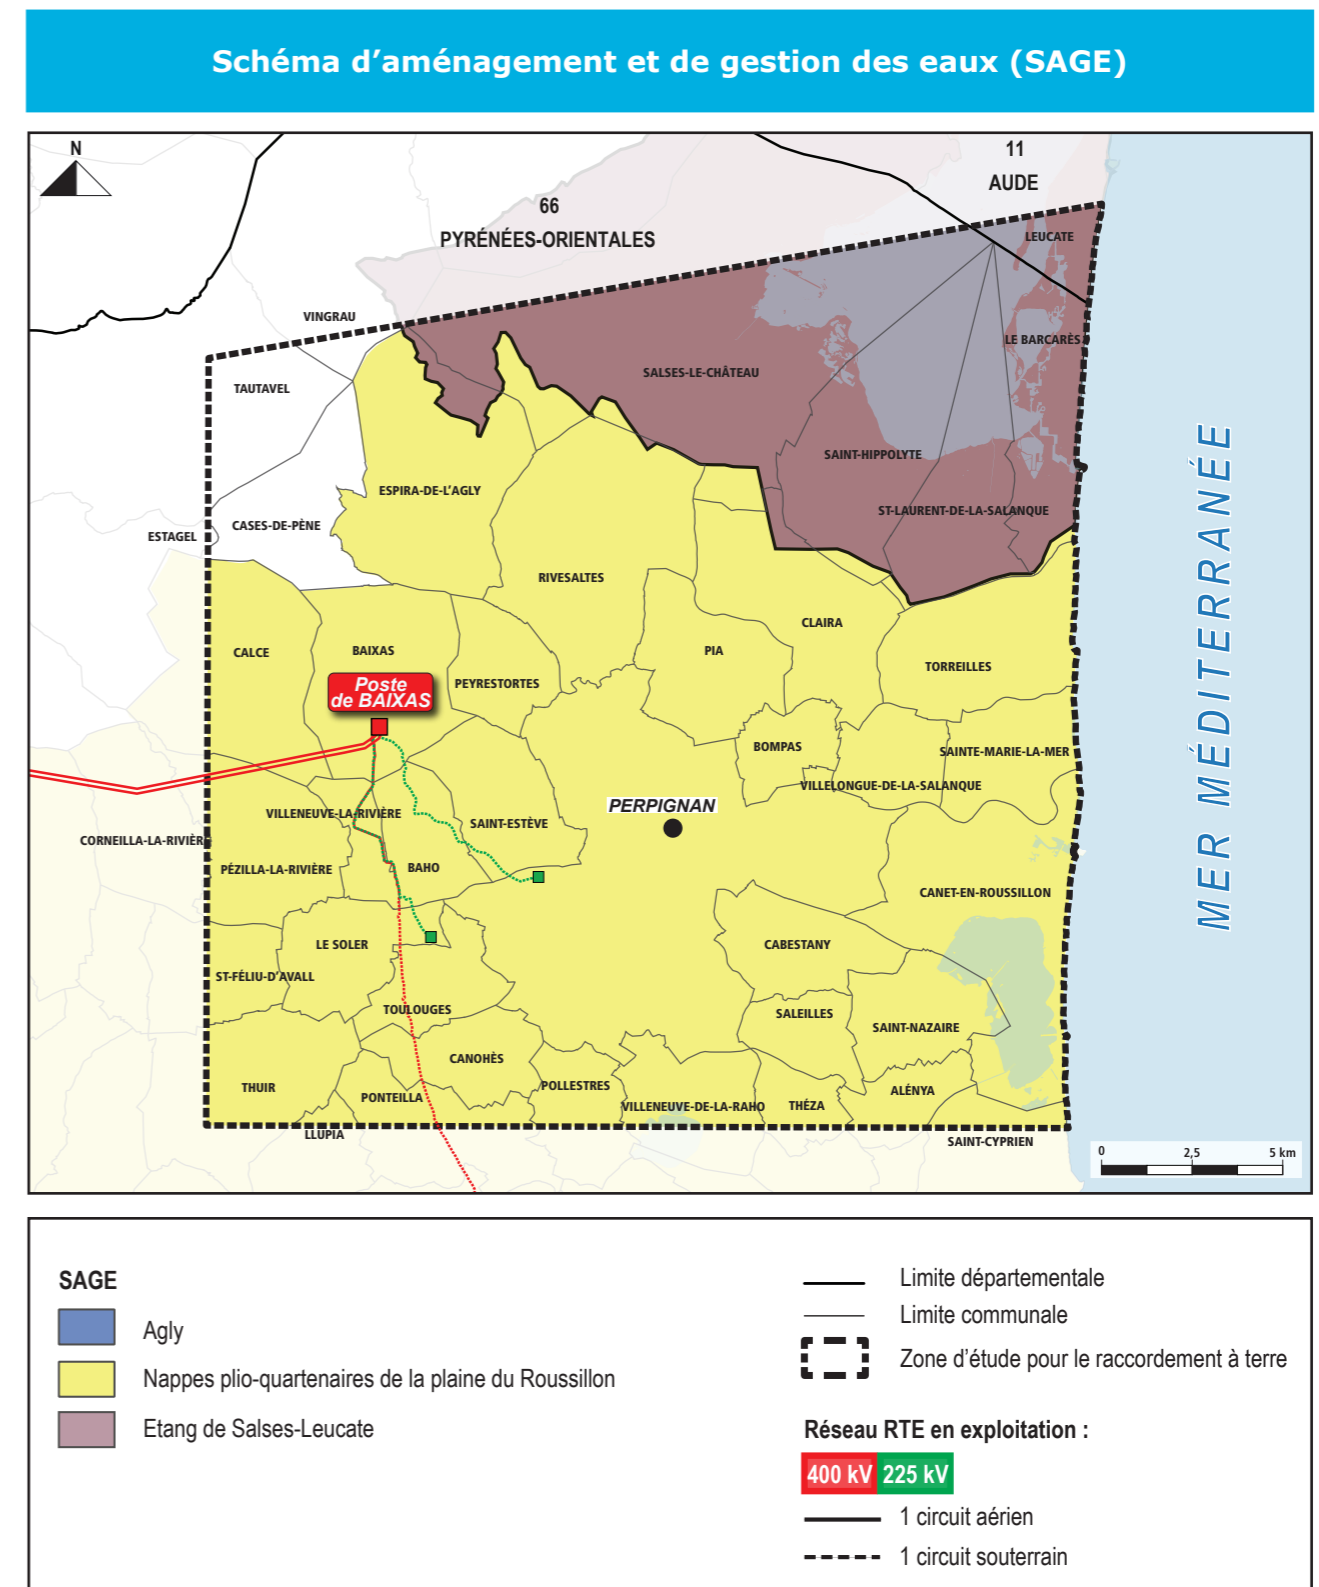 Schéma d’aménagement et de gestion des eaux (SAGE)
N
11
AUDE
66
PYRÉNÉES-ORIENTALES
LEUCATE
VINGRAU
LE BARCARÈS
TAUTAVEL
SALSES-LE-CHÂTEAU
SAINT-HIPPOLYTE
ESPIRA-DE-L’AGLY
ST-LAURENT-DE-LA-SALANQUE
CASES-DE-PÈNE
ESTAGEL
RIVESALTES
CLAIRA
CALCE
BAIXAS
PIA
TORREILLES
Poste
de BAIXAS
PEYRESTORTES
BOMPAS
SAINTE-MARIE-LA-MER
VILLELONGUE-DE-LA-SALANQUE
MER MÉDITERRANÉE
PERPIGNAN
VILLENEUVE-LA-RIVIÈRE
SAINT-ESTÈVE
CORNEILLA-LA-RIVIÈR
PÉZILLA-LA-RIVIÈRE
BAHO
CANET-EN-ROUSSILLON
LE SOLER
CABESTANY
ST-FÉLIU-D’AVALL
TOULOUGES
SALEILLES
SAINT-NAZAIRE
CANOHÈS
THUIR
PONTEILLA
POLLESTRES
VILLENEUVE-DE-LA-RAHO
THÉZA
ALÉNYA
LLUPIA
SAINT-CYPRIEN
0 2,5 5 km
SAGE
Agly
Nappes plio-quartenaires de la plaine du Roussillon
Etang de Salses-Leucate
Limite départementale
Limite communale
Zone d’étude pour le raccordement à terre
Réseau RTE en exploitation :
400 kV 225 kV
1 circuit aérien
1 circuit souterrain